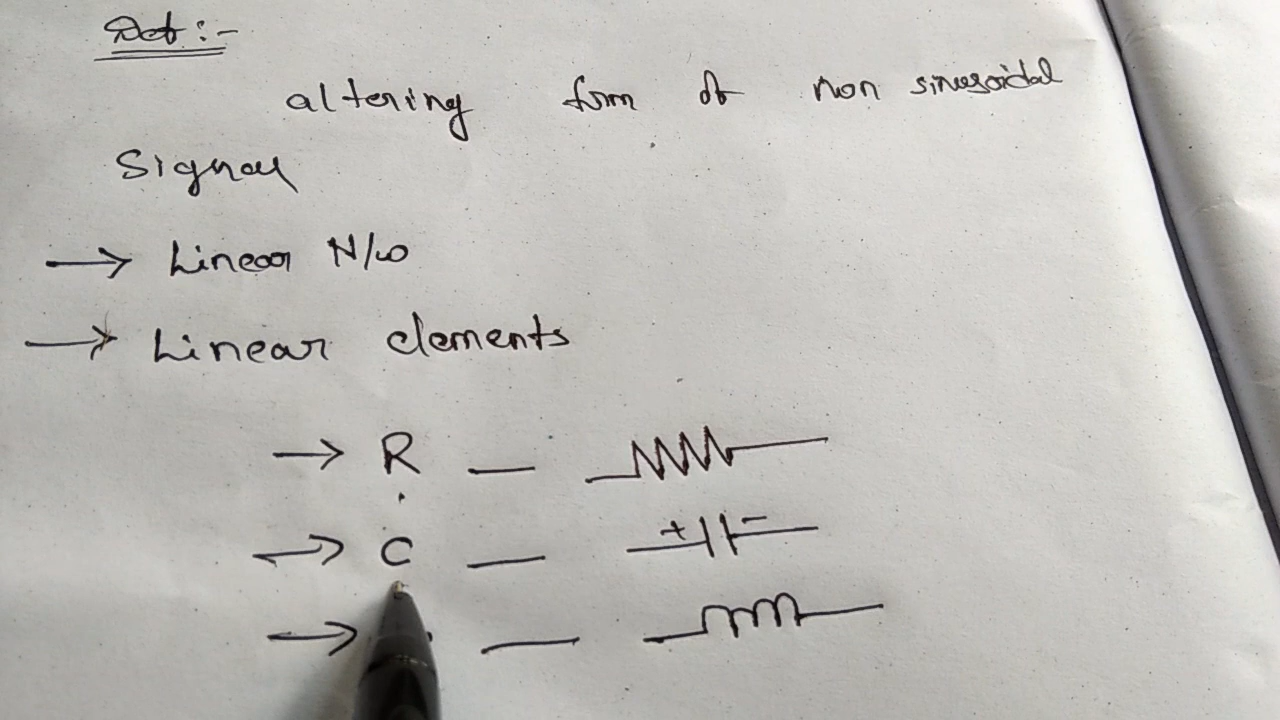 Def :-
altering form of non sinusoidal
Signal
→ Linear N/w
→ Linear elements
→ R —
→ C — + -
→ —